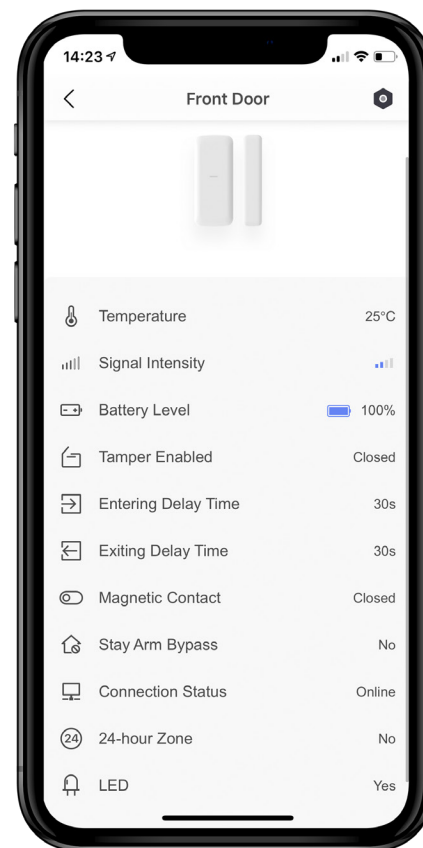 14:23
Front Door
Temperature 25°C
Signal Intensity
Battery Level 100%
Tamper Enabled Closed
Entering Delay Time 30s
Exiting Delay Time 30s
Magnetic Contact Closed
Stay Arm Bypass No
Connection Status Online
24 24-hour Zone No
LED Yes